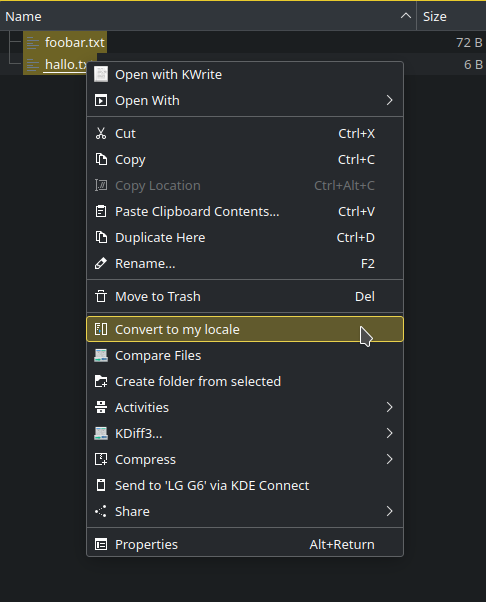 Name Size
foobar.txt 72 B
hallo.tx 6 B
Open with KWrite
Open With
Cut Ctrl+X
Copy Ctrl+C
Copy Location Ctrl+Alt+C
Paste Clipboard Contents... Ctrl+V
Duplicate Here Ctrl+D
Rename... F2
Move to Trash Del
Convert to my locale
Compare Files
Create folder from selected
Activities
KDiff3...
Compress
Send to 'LG G6' via KDE Connect
Share
Properties Alt+Return